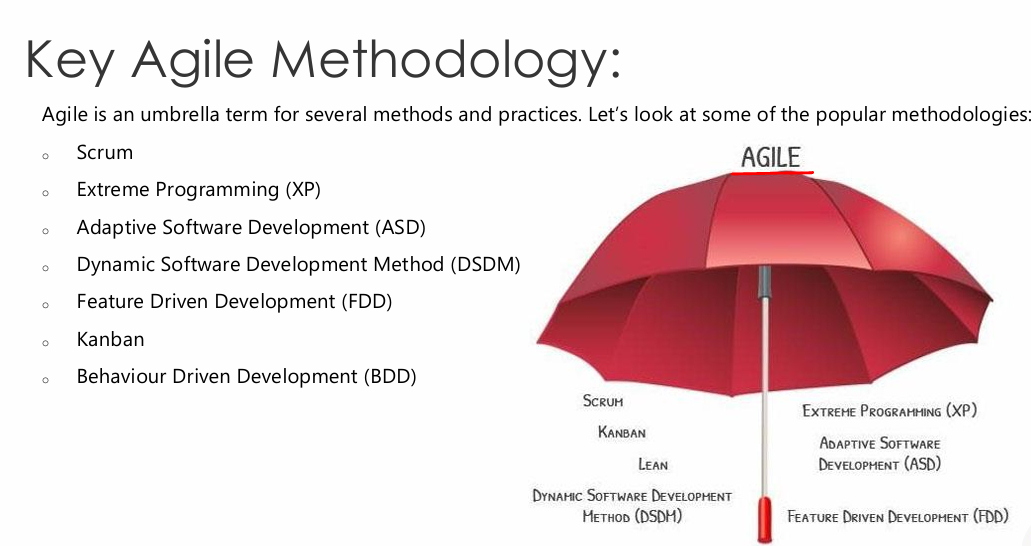 Key Agile Methodology:
Agile is an umbrella term for several methods and practices. Let's look at some of the popular methodologies:
Scrum
Extreme Programming (XP)
Adaptive Software Development (ASD)
Dynamic Software Development Method (DSDM)
Feature Driven Development (FDD)
Kanban
Behaviour Driven Development (BDD)
AGILE
SCRUM
KANBAN
LEAN
DYNAMIC SOFTWARE DEVELOPMENT
METHOD (DSDM)
EXTREME PROGRAMMING (XP)
ADAPTIVE SOFTWARE
DEVELOPMENT (ASD)
FEATURE DRIVEN DEVELOPMENT (FDD)